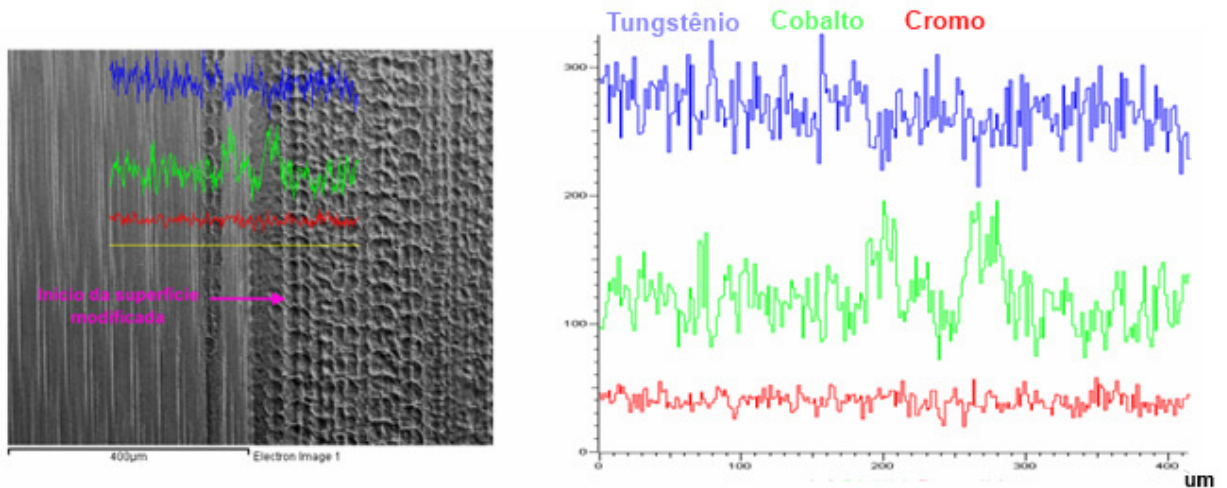 Início da superfície
modificada
400µm
Electron Image 1
Tungstênio Cobalto Cromo
300
200
100
0
0 100 200 300 400
um